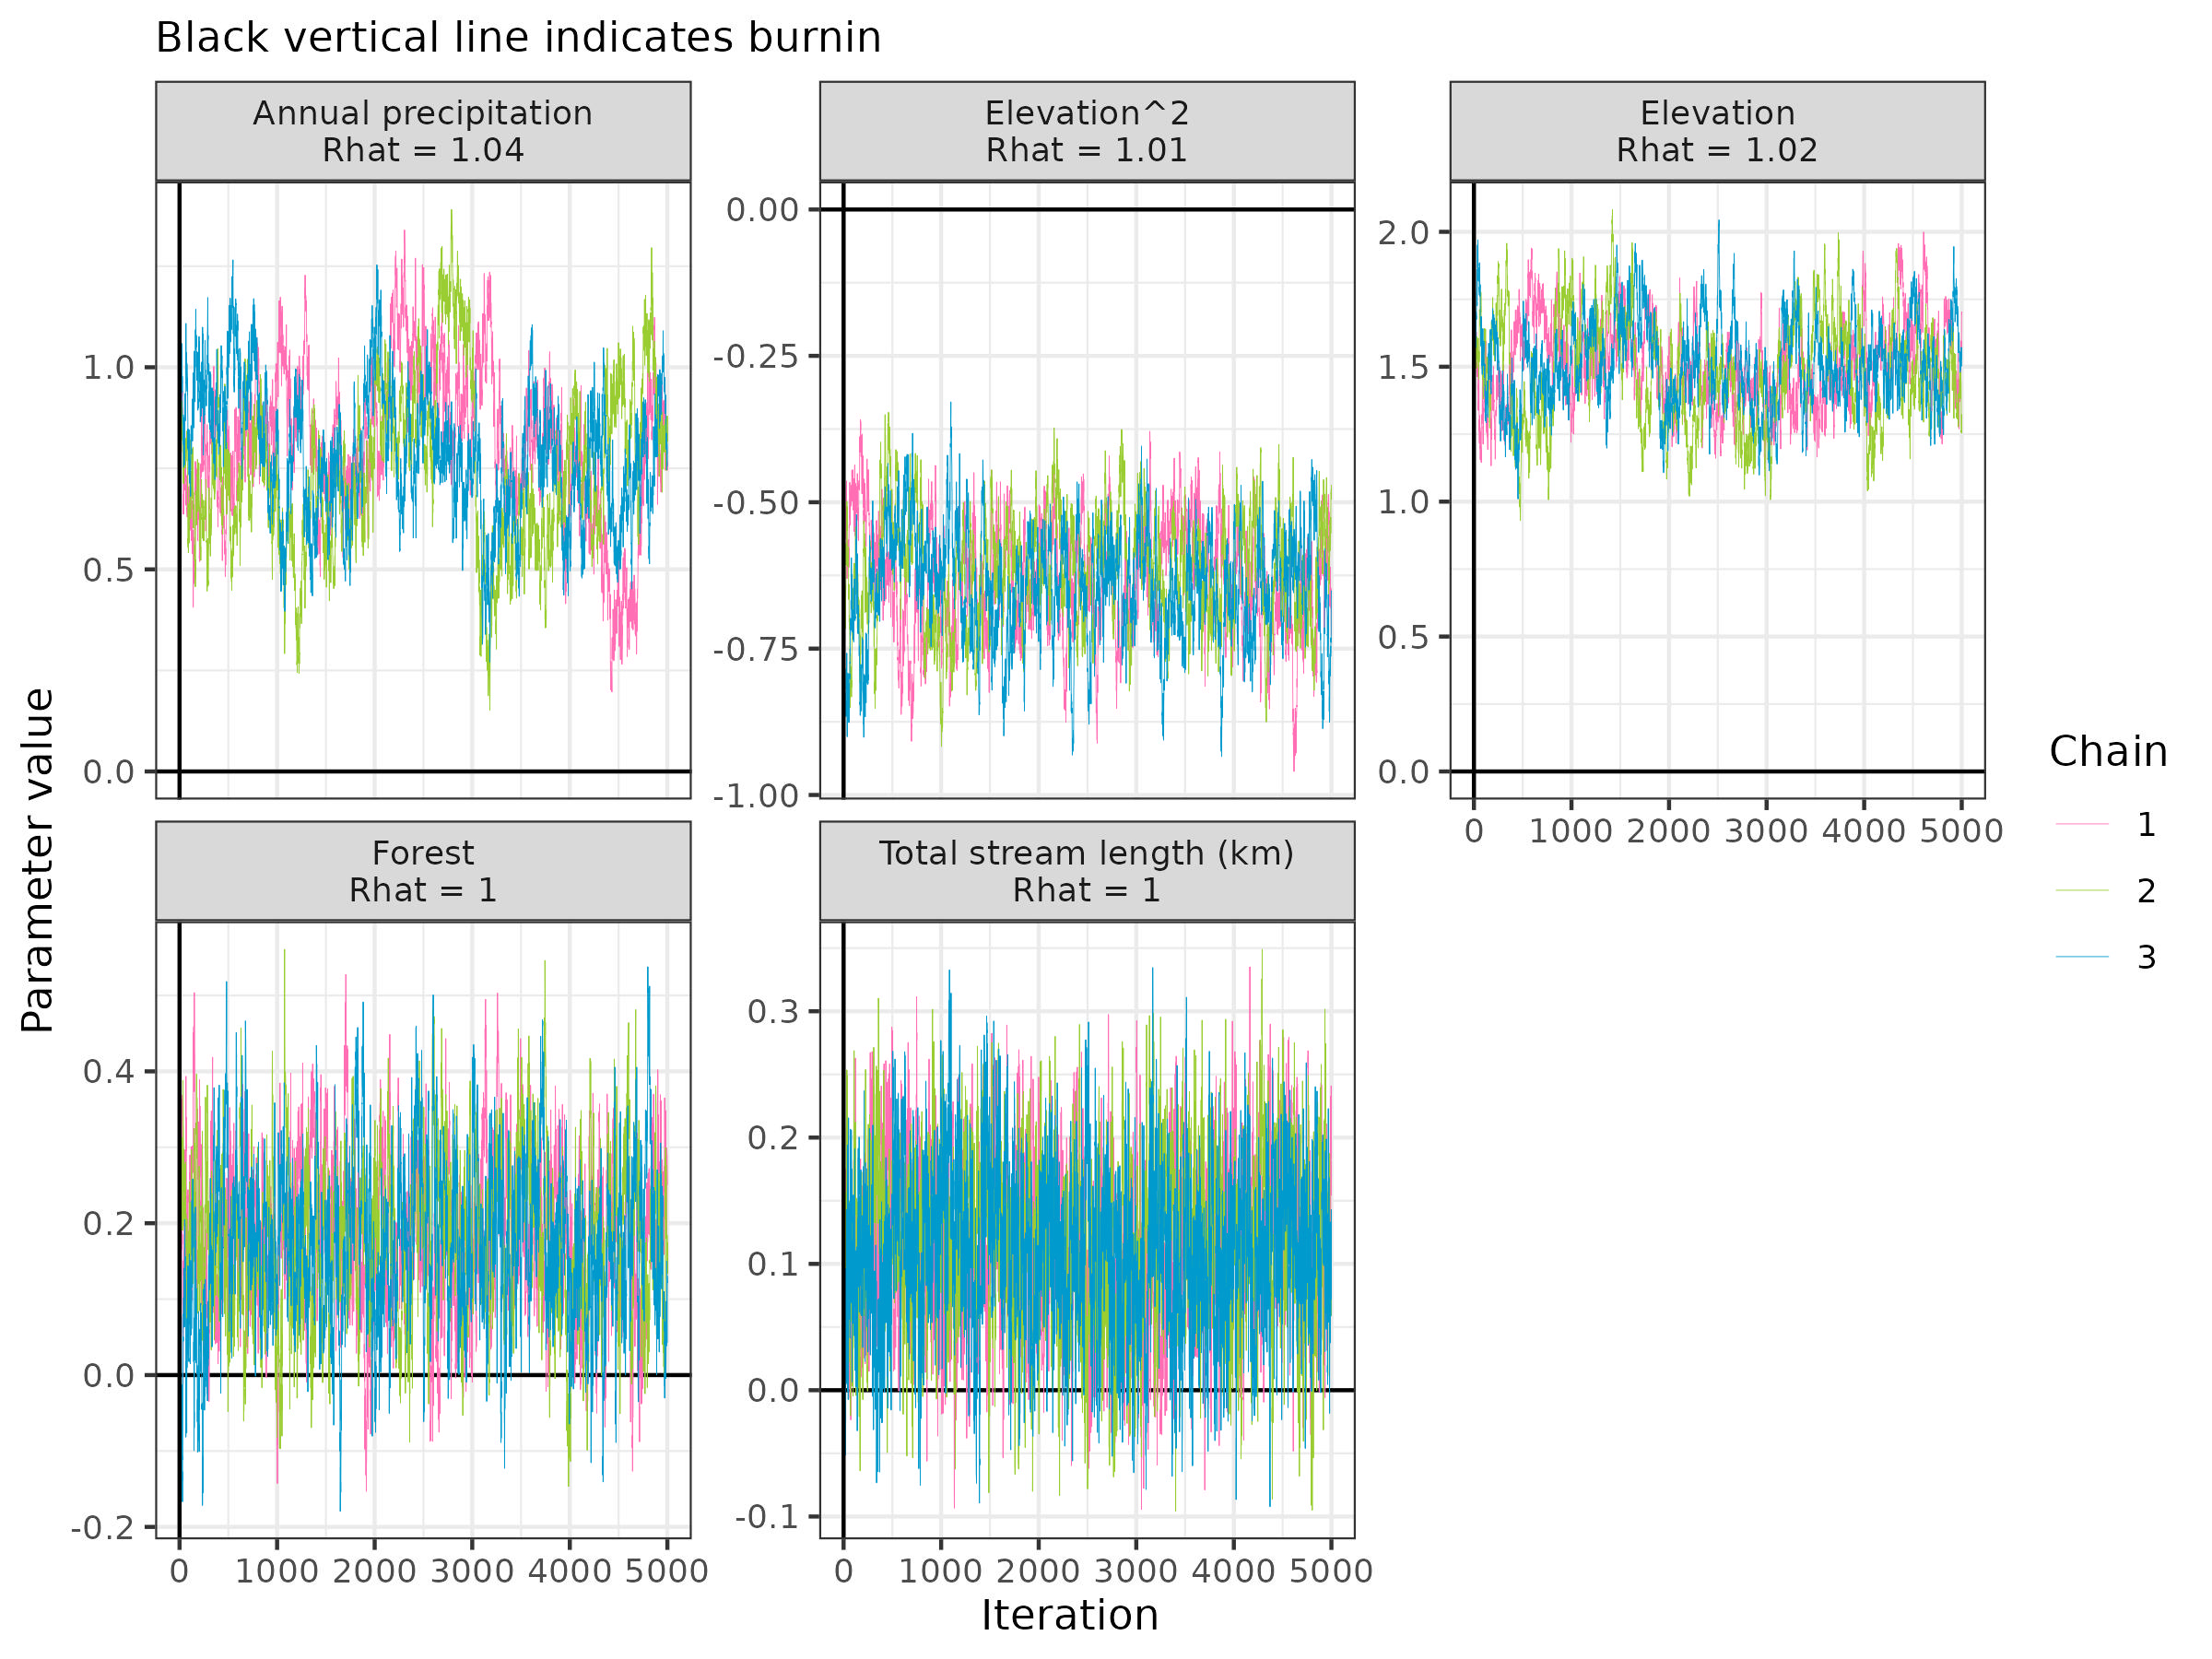 Black vertical line indicates burnin
Annual precipitation
Rhat = 1.04
Elevation^2
Rhat = 1.01
Elevation
Rhat = 1.02
1.0
0.5
0.0
0.00
-0.25
-0.50
-0.75
-1.00
2.0
1.5
1.0
0.5
0.0
0 1000 2000 3000 4000 5000
Parameter value
Forest
Rhat = 1
Total stream length (km)
Rhat = 1
0.4
0.2
0.0
-0.2
0.3
0.2
0.1
0.0
-0.1
0 1000 2000 3000 4000 5000
0 1000 2000 3000 4000 5000
Iteration
Chain
1
2
3